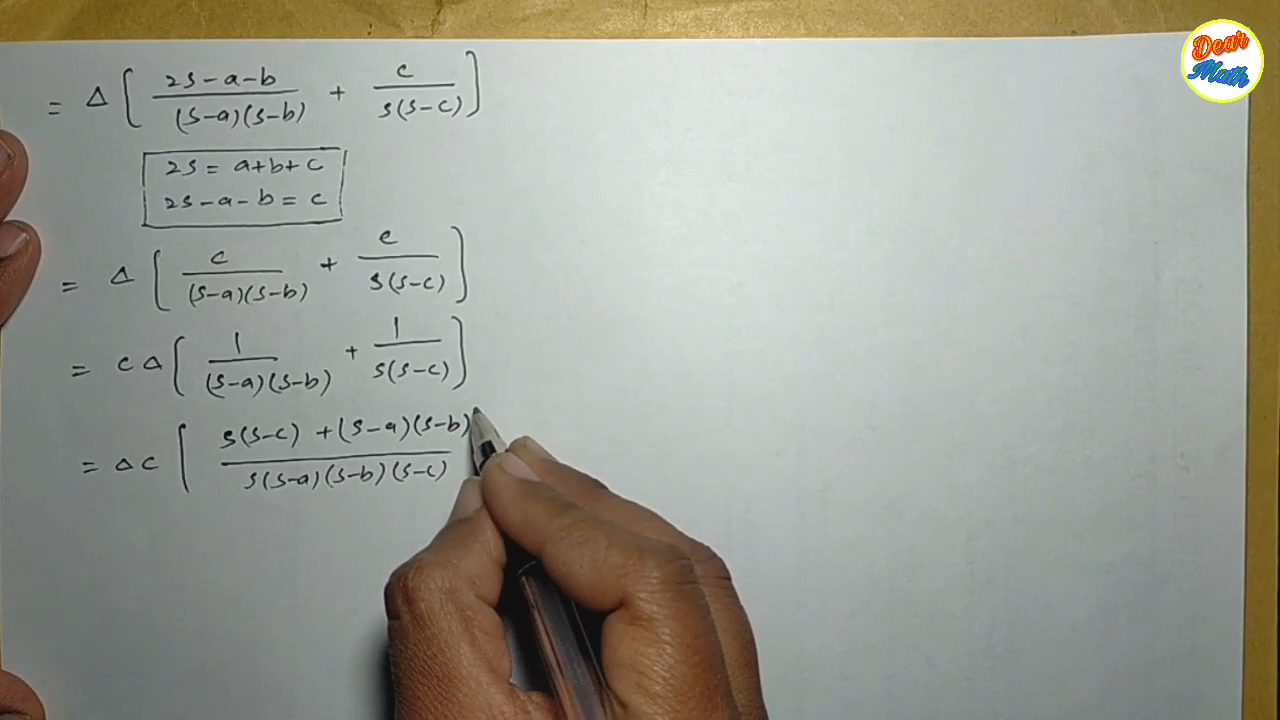 Dear Math
= Δ [ (2s-a-b)/((s-a)(s-b)) + c/(s(s-c)) ]
2s = a+b+c
2s-a-b = c
= Δ [ c/((s-a)(s-b)) + c/(s(s-c)) ]
= cΔ [ 1/((s-a)(s-b)) + 1/(s(s-c)) ]
= Δc [ (s(s-c) + (s-a)(s-b))/(s(s-a)(s-b)(s-c))